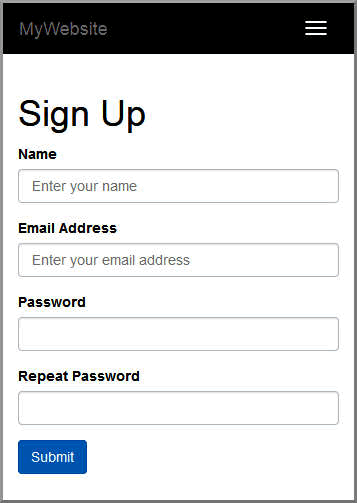 MyWebsite
Sign Up
Name
Enter your name
Email Address
Enter your email address
Password
Repeat Password
Submit